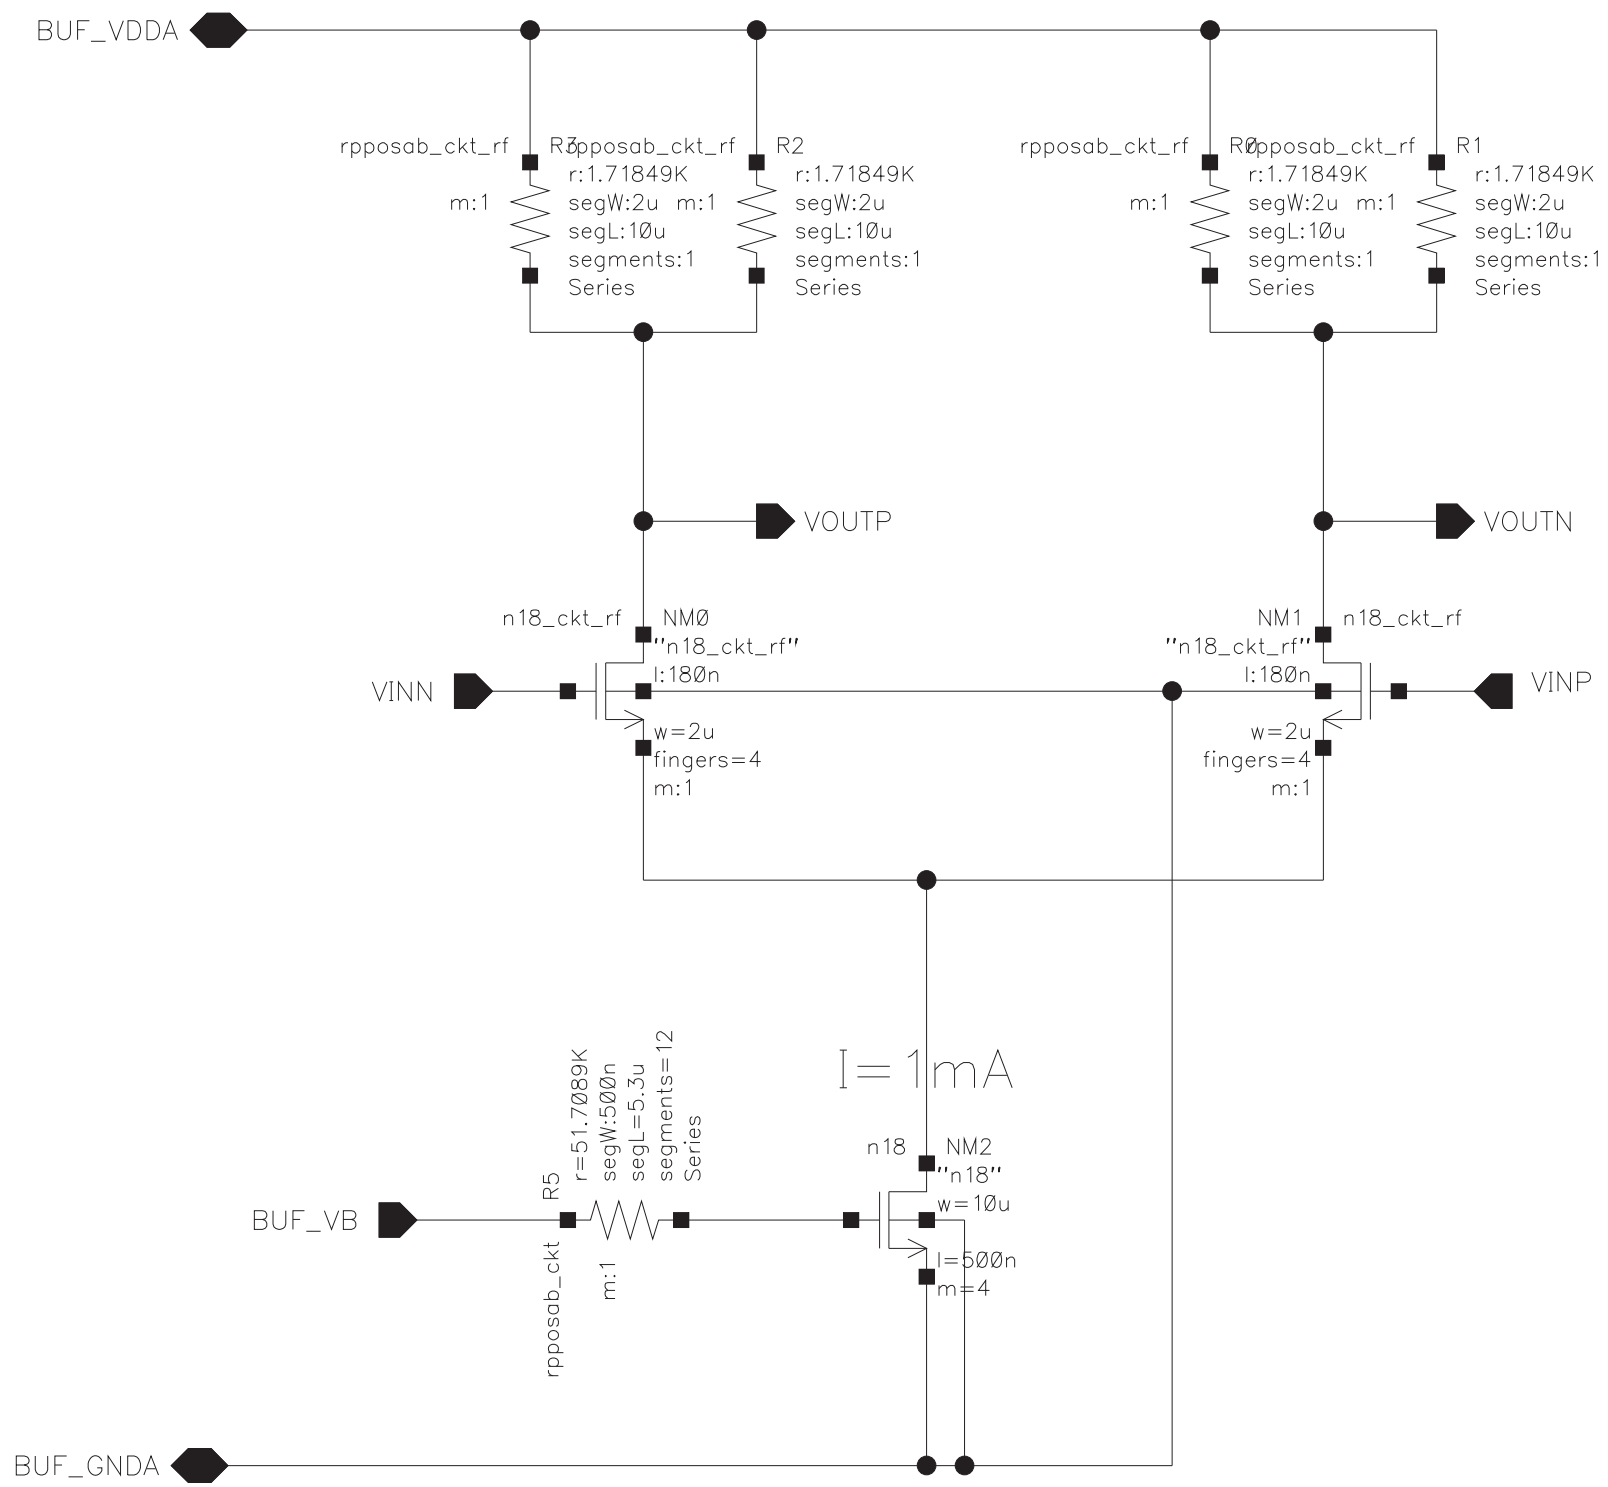 BUF_VDDA
rpposab_ckt_rf
R3
r:1.71849K
m:1
segW:2u
segL:10u
segments:1
Series
rpposab_ckt_rf
R2
r:1.71849K
m:1
segW:2u
segL:10u
segments:1
Series
rpposab_ckt_rf
R0
r:1.71849K
m:1
segW:2u
segL:10u
segments:1
Series
rpposab_ckt_rf
R1
r:1.71849K
m:1
segW:2u
segL:10u
segments:1
Series
VOUTP
VOUTN
n18_ckt_rf
NM0
"n18_ckt_rf"
l:180n
VINN
w=2u
fingers=4
m:1
NM1
n18_ckt_rf
"n18_ckt_rf"
l:180n
VINP
w=2u
fingers=4
m:1
I=1mA
R5
r=51.7089K
segW:500n
segL=5.3u
segments=12
Series
rpposab_ckt
m:1
BUF_VB
n18
NM2
"n18"
w=10u
l=500n
m=4
BUF_GNDA